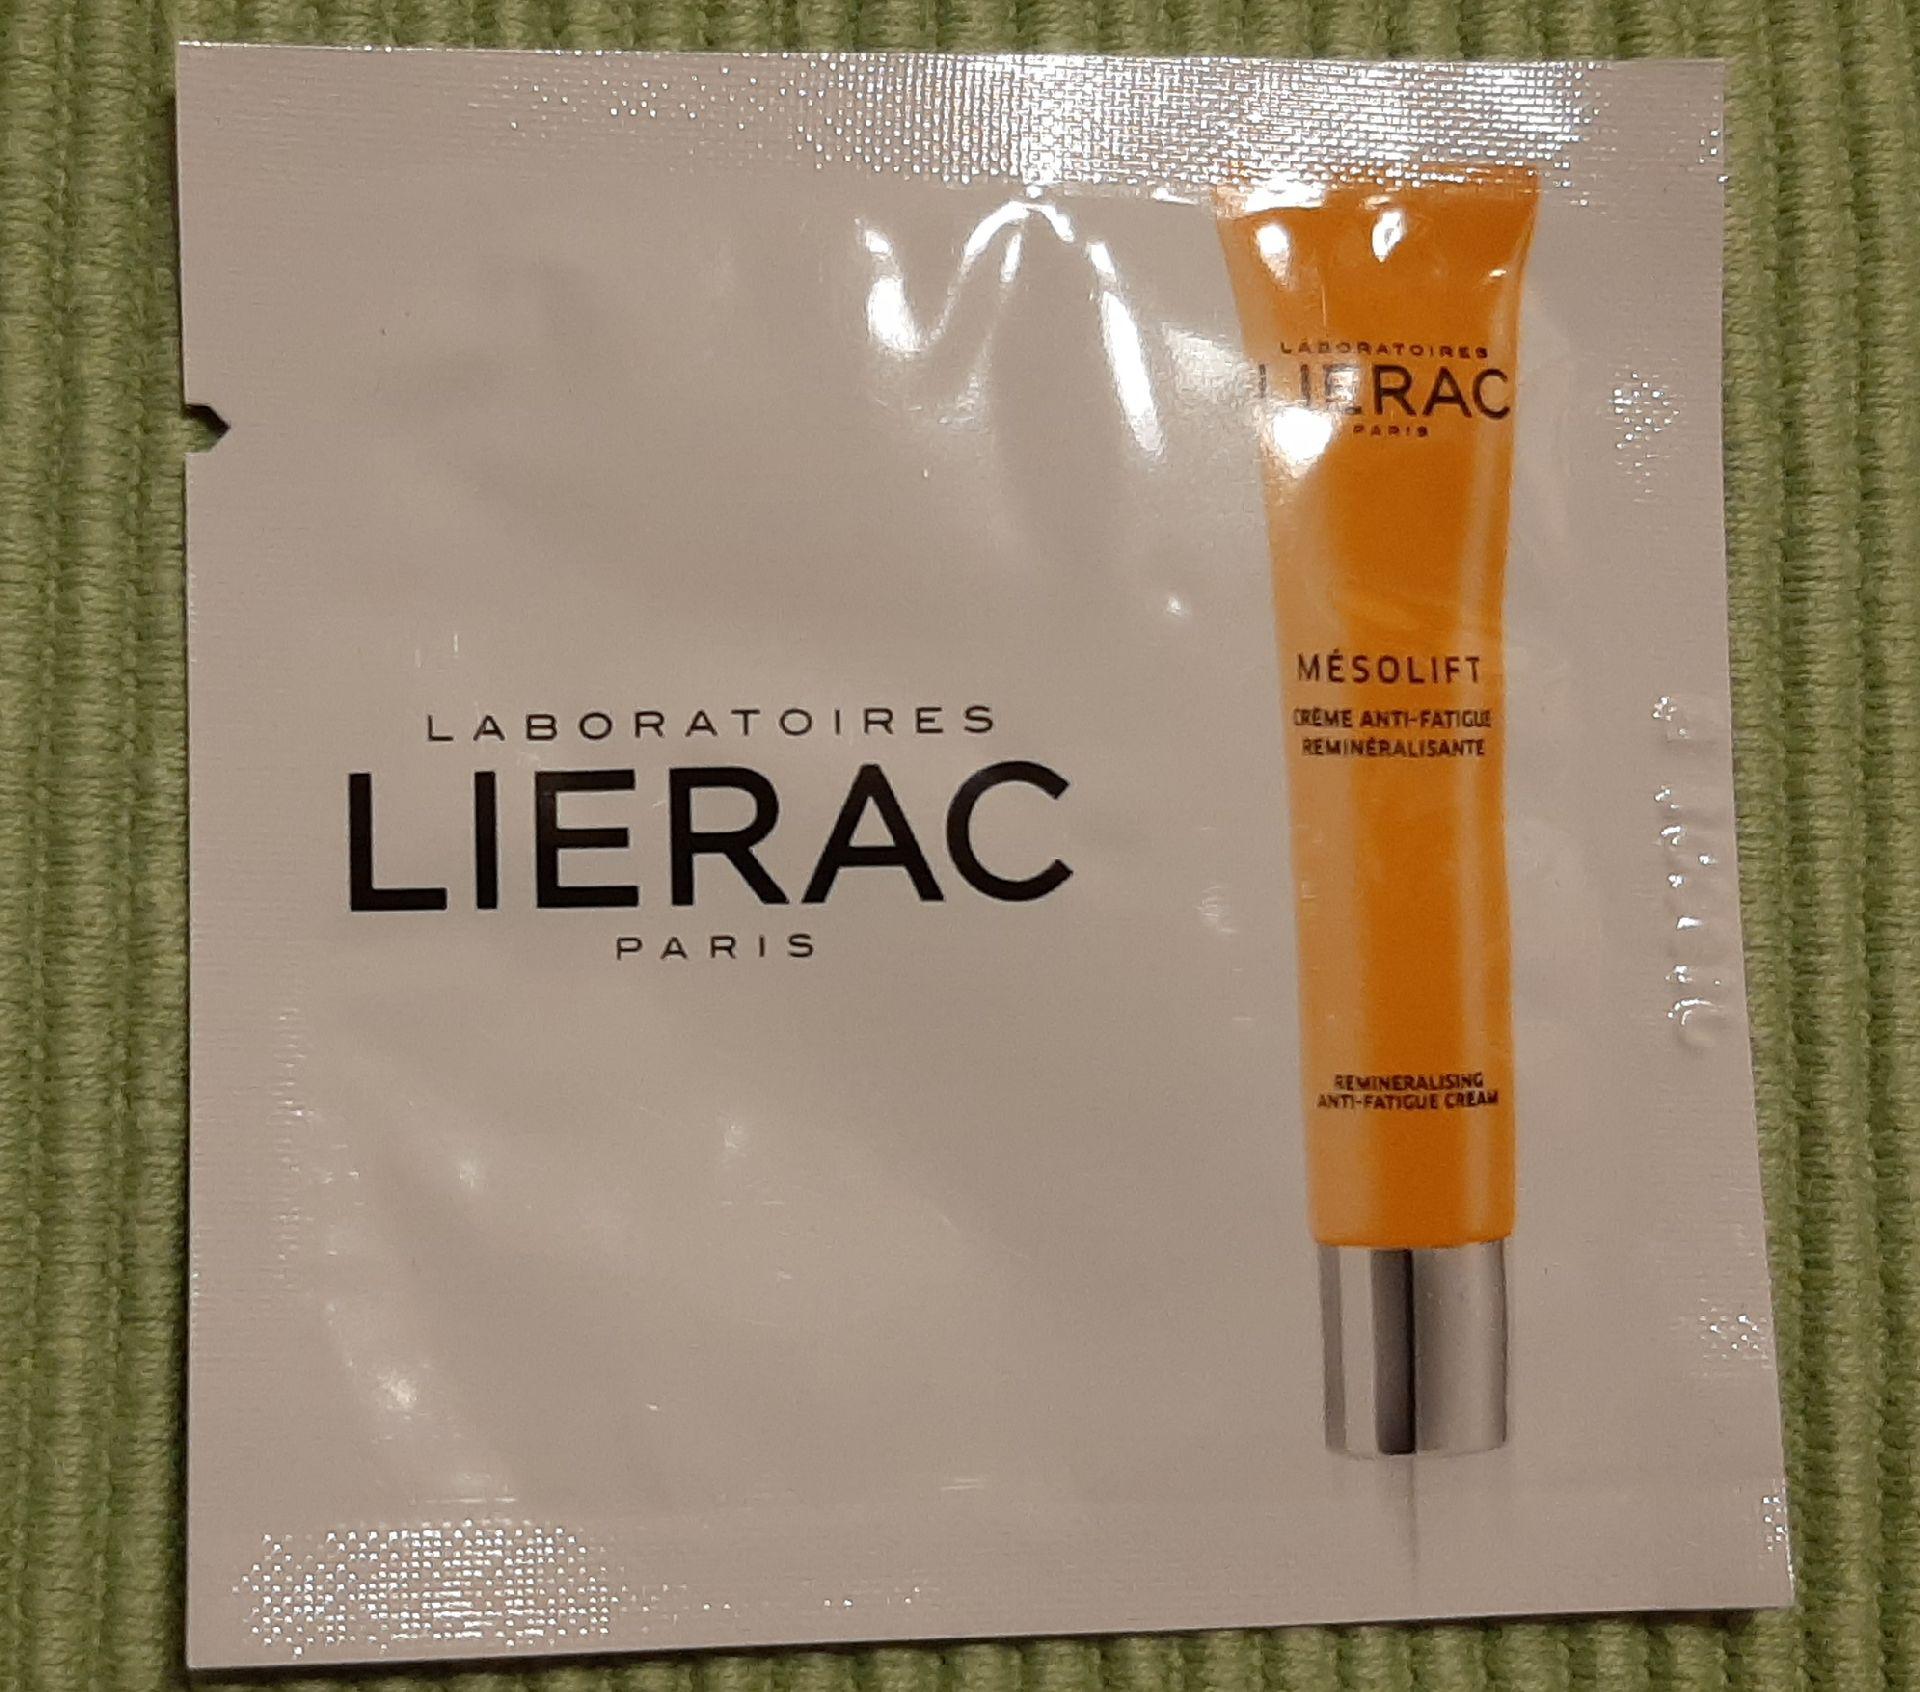 LABORATOIRES
LIERAC
PARIS
LABORATOIRES
LIERAC
PARIS
MÉSOLIFT
CRÈME ANTI-FATIGUE
REMINÉRALISANTE
REMINERALISING
ANTI-FATIGUE CREAM